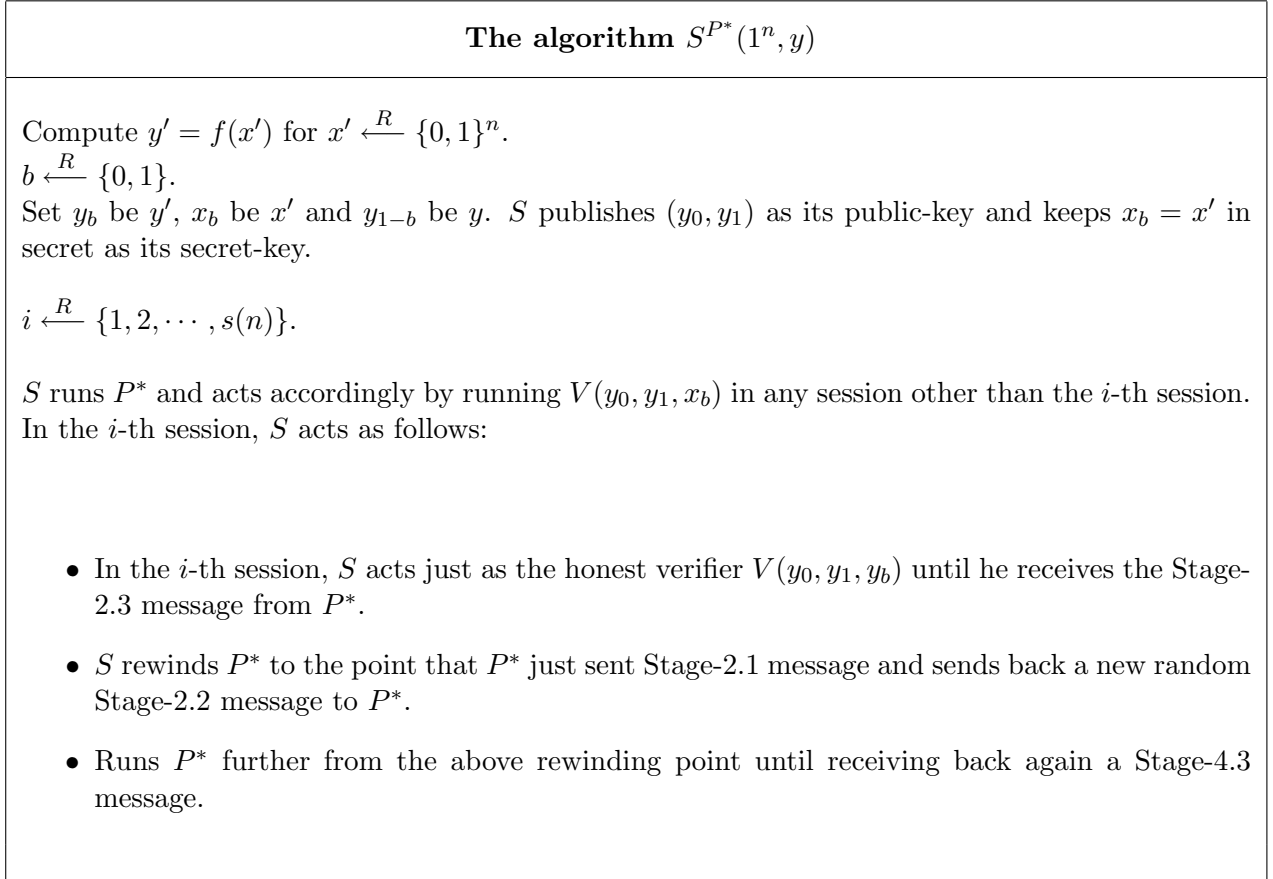 The algorithm $S^{P^*}(1^n, y)$
Compute $y' = f(x')$ for $x' \xleftarrow{R} \{0, 1\}^n$.
$b \xleftarrow{R} \{0, 1\}$.
Set $y_b$ be $y'$, $x_b$ be $x'$ and $y_{1-b}$ be $y$. $S$ publishes $(y_0, y_1)$ as its public-key and keeps $x_b = x'$ in
secret as its secret-key.
$i \xleftarrow{R} \{1, 2, \cdots, s(n)\}$.
$S$ runs $P^*$ and acts accordingly by running $V(y_0, y_1, x_b)$ in any session other than the $i$-th session.
In the $i$-th session, $S$ acts as follows:
• In the $i$-th session, $S$ acts just as the honest verifier $V(y_0, y_1, y_b)$ until he receives the Stage-
2.3 message from $P^*$.
• $S$ rewinds $P^*$ to the point that $P^*$ just sent Stage-2.1 message and sends back a new random
Stage-2.2 message to $P^*$.
• Runs $P^*$ further from the above rewinding point until receiving back again a Stage-4.3
message.